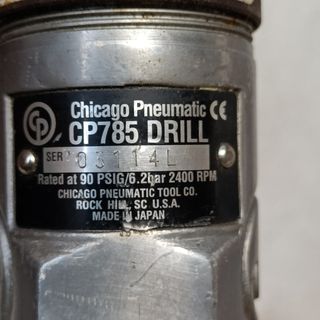 CP
Chicago Pneumatic CE
CP785 DRILL
SER 03114L
Rated at 90 PSIG/6.2bar 2400 RPM
CHICAGO PNEUMATIC TOOL CO.
ROCK HILL, SC U.S.A.
MADE IN JAPAN